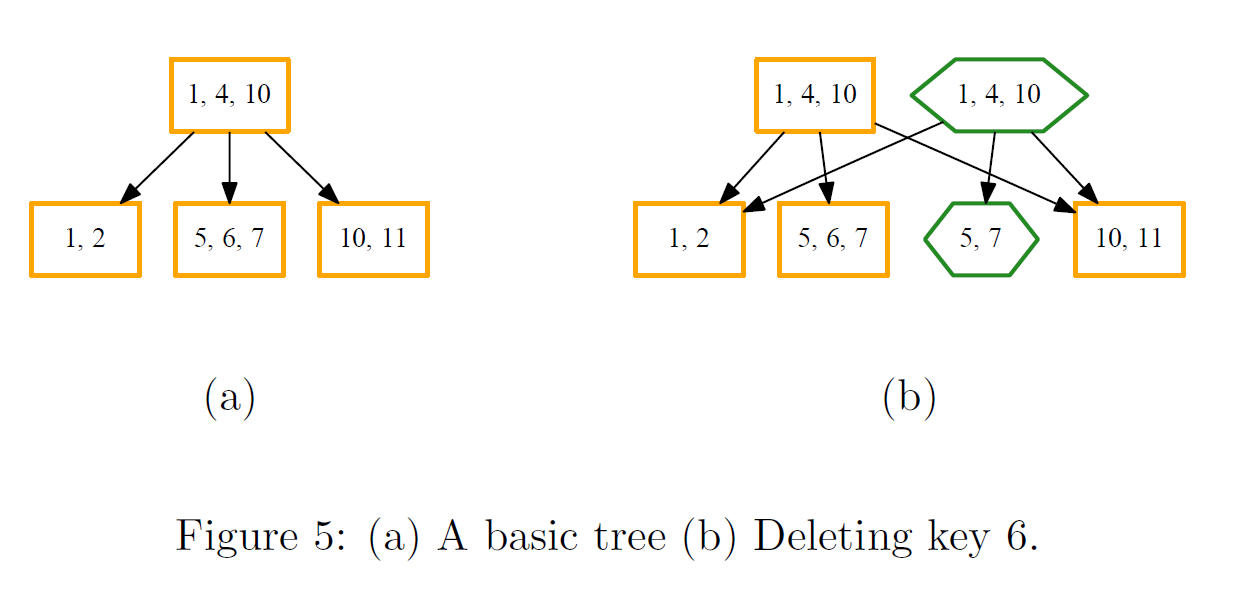 1, 4, 10
1, 2
5, 6, 7
10, 11
(a)
1, 4, 10
1, 4, 10
1, 2
5, 6, 7
5, 7
10, 11
(b)
Figure 5: (a) A basic tree (b) Deleting key 6.